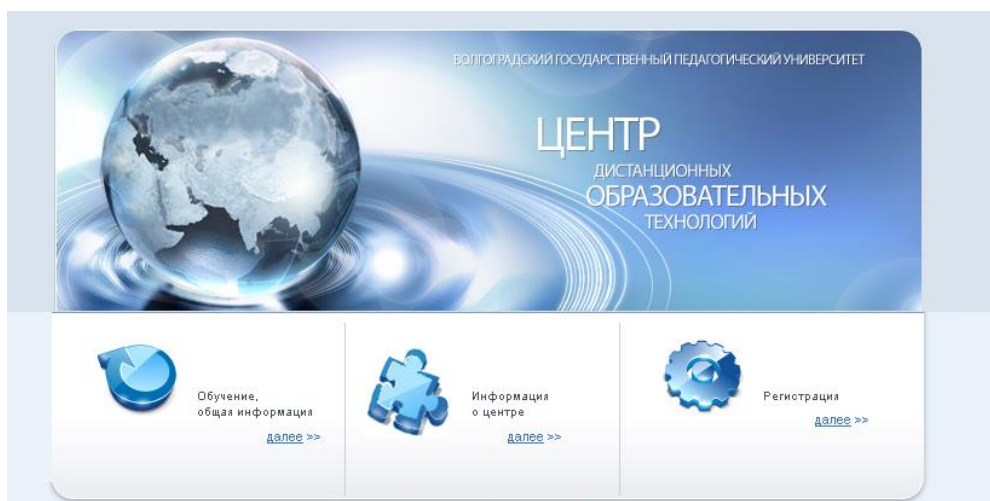 ВОЛГОГРАДСКИЙ ГОСУДАРСТВЕННЫЙ ПЕДАГОГИЧЕСКИЙ УНИВЕРСИТЕТ
ЦЕНТР
ДИСТАНЦИОННЫХ
ОБРАЗОВАТЕЛЬНЫХ
ТЕХНОЛОГИЙ
Обучение,
общая информация
далее >>
Информация
о центре
далее >>
Регистрация
далее >>